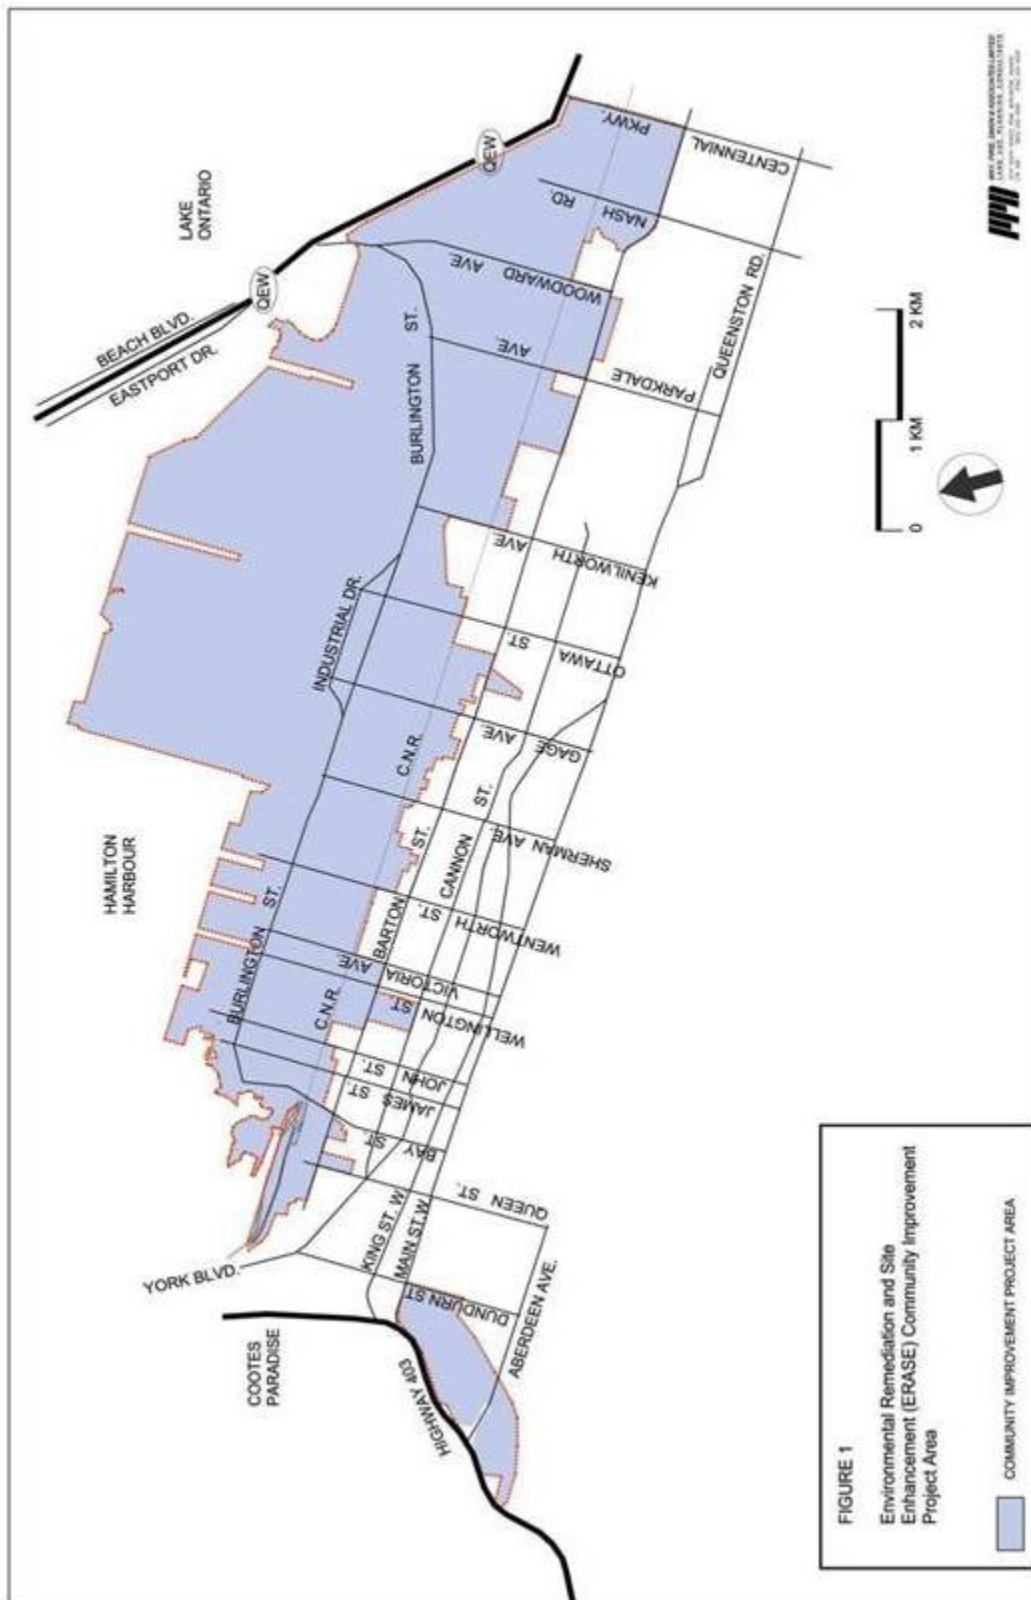 LAKE
ONTARIO
QEW
QEW
BEACH BLVD.
EASTPORT DR.
HAMILTON
HARBOUR
COOTES
PARADISE
YORK BLVD.
HIGHWAY 403
BURLINGTON ST.
BURLINGTON ST.
INDUSTRIAL DR.
C.N.R.
C.N.R.
BARTON ST.
CANNON ST.
KING ST. W.
MAIN ST. W.
ABERDEEN AVE.
DUNDURN ST.
QUEEN ST.
BAY ST.
JAMES ST.
JOHN ST.
WELLINGTON ST.
VICTORIA AVE.
WENTWORTH ST.
SHERMAN AVE.
GAGE AVE.
OTTAWA ST.
KENILWORTH AVE.
PARKDALE AVE.
WOODWARD AVE.
NASH RD.
CENTENNIAL PKWY.
QUEENSTON RD.
0 1 KM 2 KM
FIGURE 1
Environmental Remediation and Site
Enhancement (ERASE) Community Improvement
Project Area
COMMUNITY IMPROVEMENT PROJECT AREA